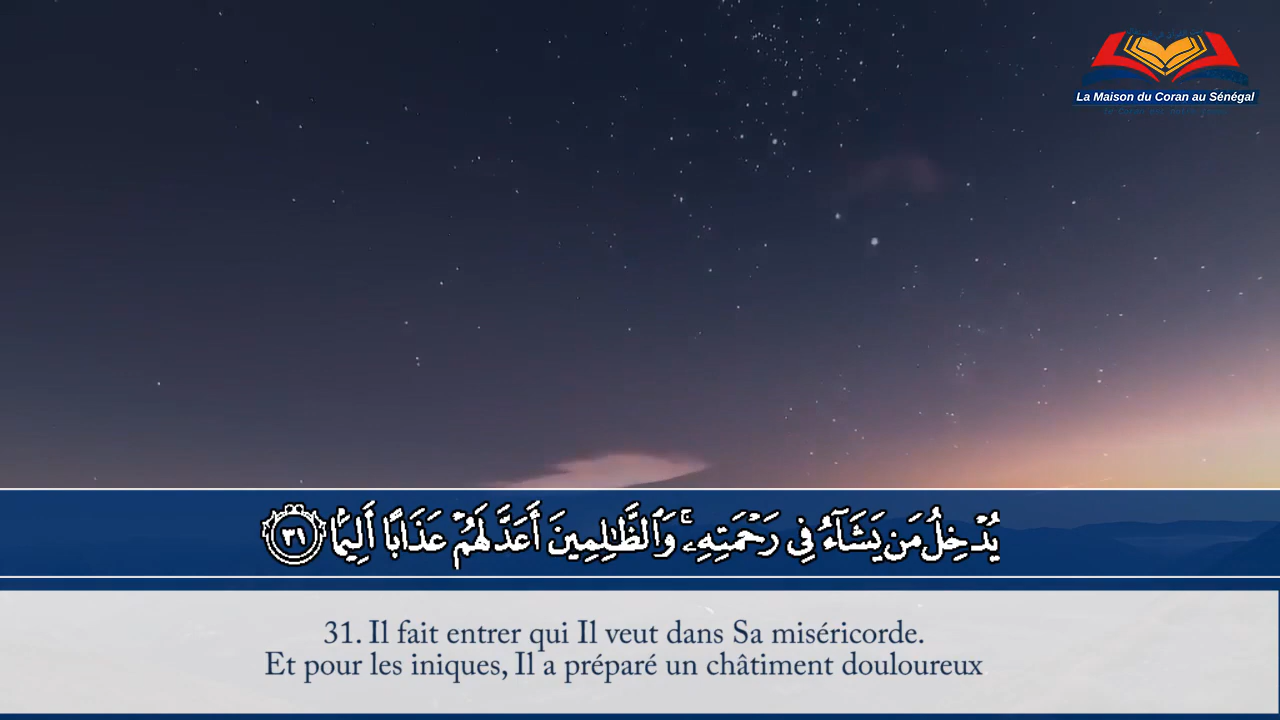 La Maison du Coran au Sénégal
يُدْخِلُ مَن يَشَآءُ فِى رَحْمَتِهِۦ ۚ وَٱلظَّٰلِمِينَ أَعَدَّ لَهُمْ عَذَابًا أَلِيمًۢا ٣١
31. Il fait entrer qui Il veut dans Sa miséricorde.
Et pour les iniques, Il a préparé un châtiment douloureux